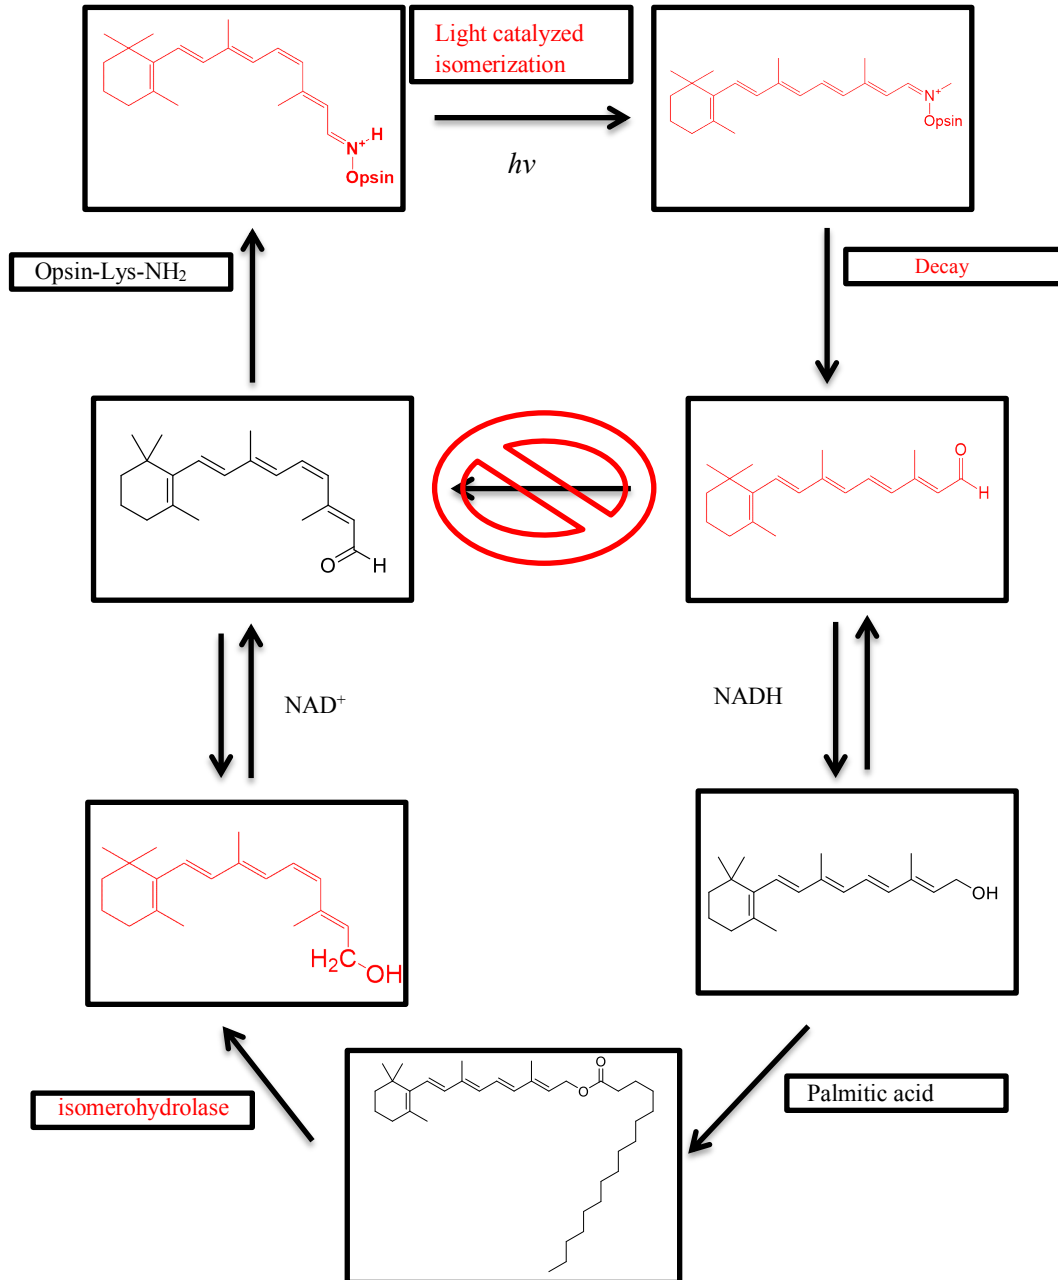 Light catalyzed
isomerization
N⁺
H
Opsin
hν
N⁺
Opsin
Opsin-Lys-NH₂
Decay
O
H
O
H
NAD⁺
NADH
H₂C
OH
OH
O
O
isomerohydrolase
Palmitic acid